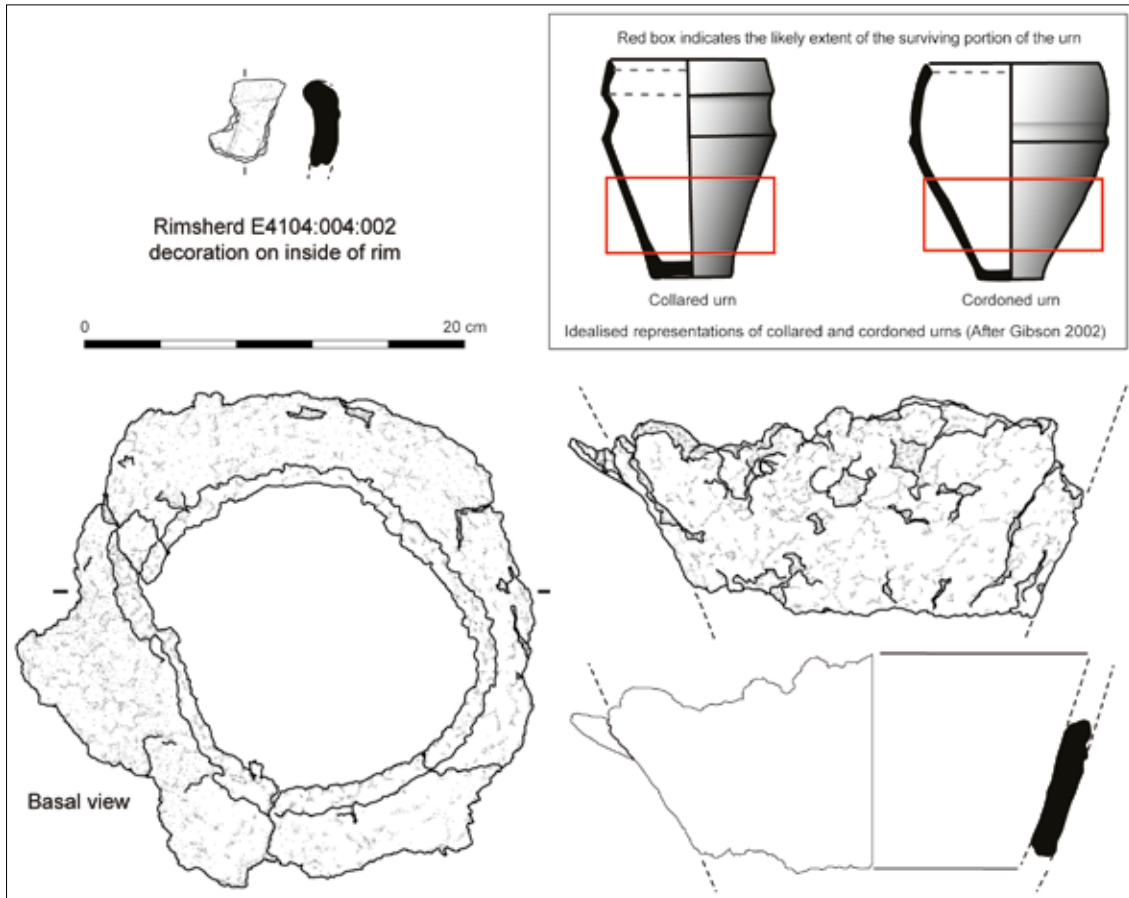 Red box indicates the likely extent of the surviving portion of the urn
Collared urn
Cordoned urn
Idealised representations of collared and cordoned urns (After Gibson 2002)
Rimsherd E4104:004:002
decoration on inside of rim
0
20 cm
Basal view